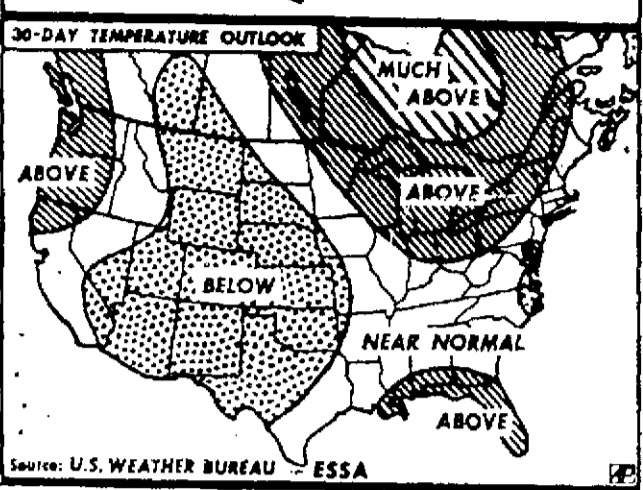 30-DAY TEMPERATURE OUTLOOK
MUCH
ABOVE
ABOVE
ABOVE
BELOW
NEAR NORMAL
ABOVE
Source: U.S. WEATHER BUREAU - ESSA
AP